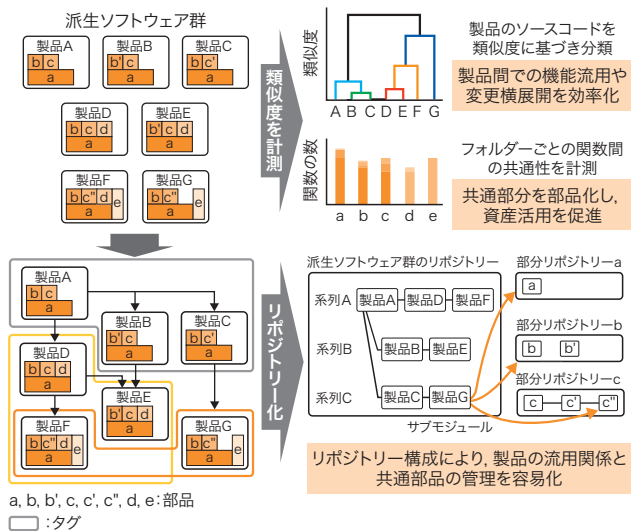 派生ソフトウェア群
製品A
b c
a
製品B
b' c
a
製品C
b c'
a
製品D
b c d
a
製品E
b' c d
a
製品F
b c" d e
a
製品G
b c" e
a
類似度を計測
類似度
A B C D E F G
製品のソースコードを
類似度に基づき分類
製品間での機能流用や
変更横展開を効率化
関数の数
a b c d e
フォルダーごとの関数間
の共通性を計測
共通部分を部品化し,
資産活用を促進
製品A
b c
a
製品B
b' c
a
製品C
b c'
a
製品D
b c d
a
製品E
b' c d
a
製品F
b c" d e
a
製品G
b c" e
a
リポジトリー化
派生ソフトウェア群のリポジトリー
系列A 製品A 製品D 製品F
系列B 製品B 製品E
系列C 製品C 製品G
サブモジュール
部分リポジトリーa
a
部分リポジトリーb
b b'
部分リポジトリーc
c c' c"
リポジトリー構成により, 製品の流用関係と
共通部品の管理を容易化
a, b, b', c, c', c", d, e:部品
:タグ